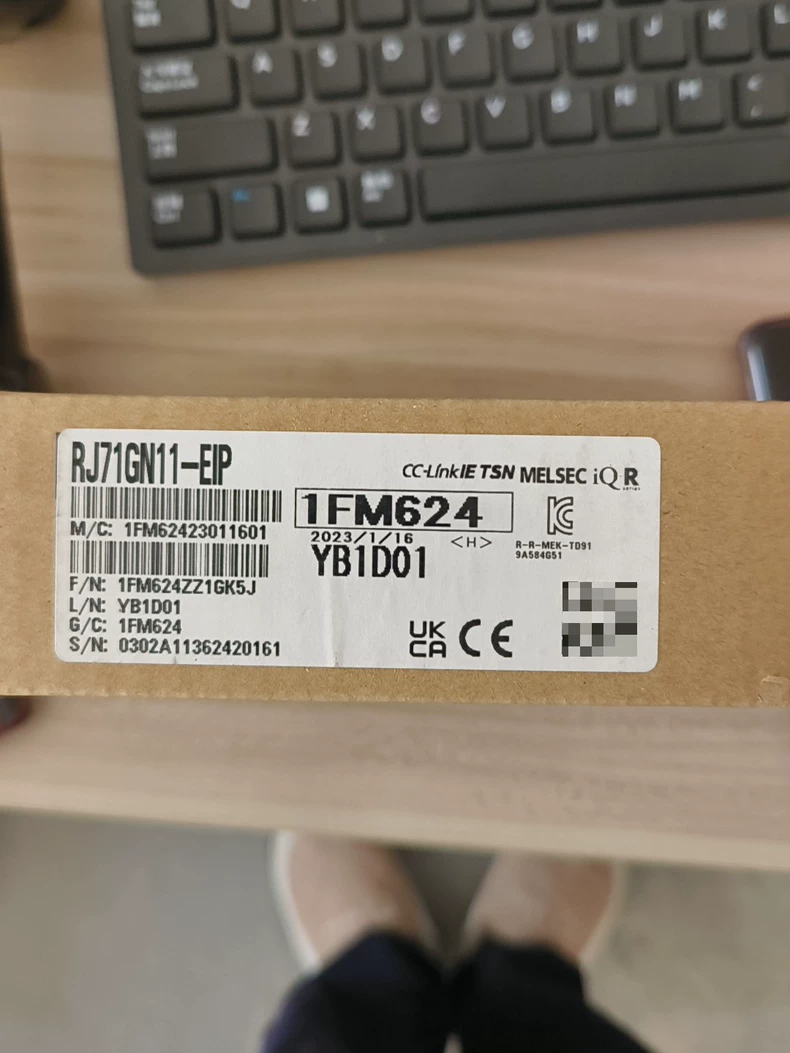 A S D F G H J K L
Z X C V B N M
RJ71GN11-EIP
CC-Link IE TSN MELSEC iQ R
series
1FM624
M/C: 1FM62423011601
2023/1/16
<H>
R-R-MEK-TD91
9A584G51
YB1D01
F/N: 1FM624ZZ1GK5J
L/N: YB1D01
G/C: 1FM624
S/N: 0302A11362420161
UK
CA
CE